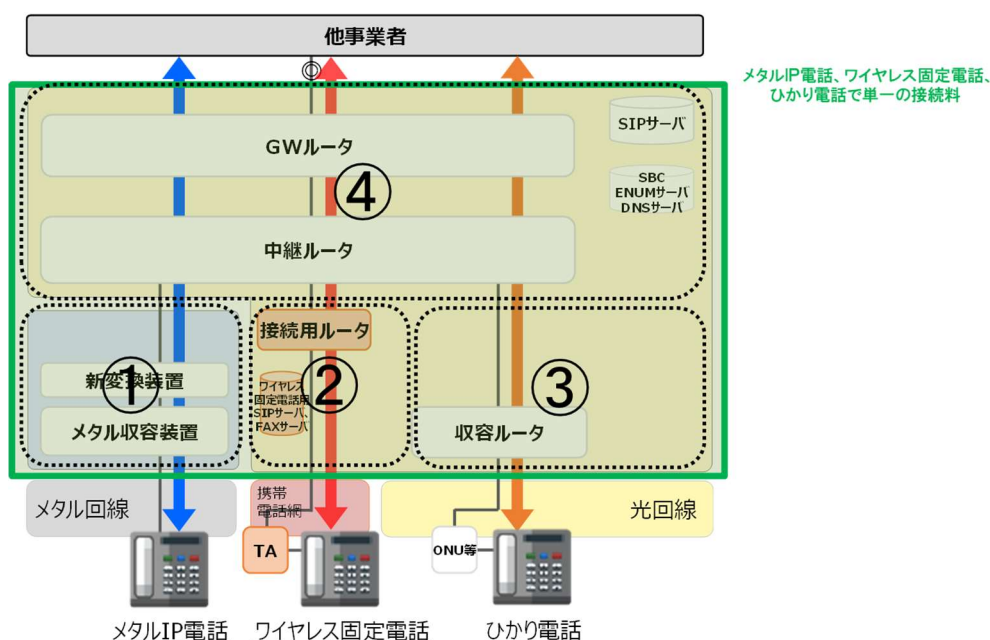 他事業者
メタルIP電話、ワイヤレス固定電話、
ひかり電話で単一の接続料
SIPサーバ
GWルータ
SBC
ENUMサーバ
DNSサーバ
④
中継ルータ
接続用ルータ
①
新変換装置
メタル収容装置
②
ワイヤレス
固定電話用
SIPサーバ、
FAXサーバ
③
収容ルータ
メタル回線
携帯
電話網
光回線
TA
ONU等
メタルIP電話
ワイヤレス固定電話
ひかり電話